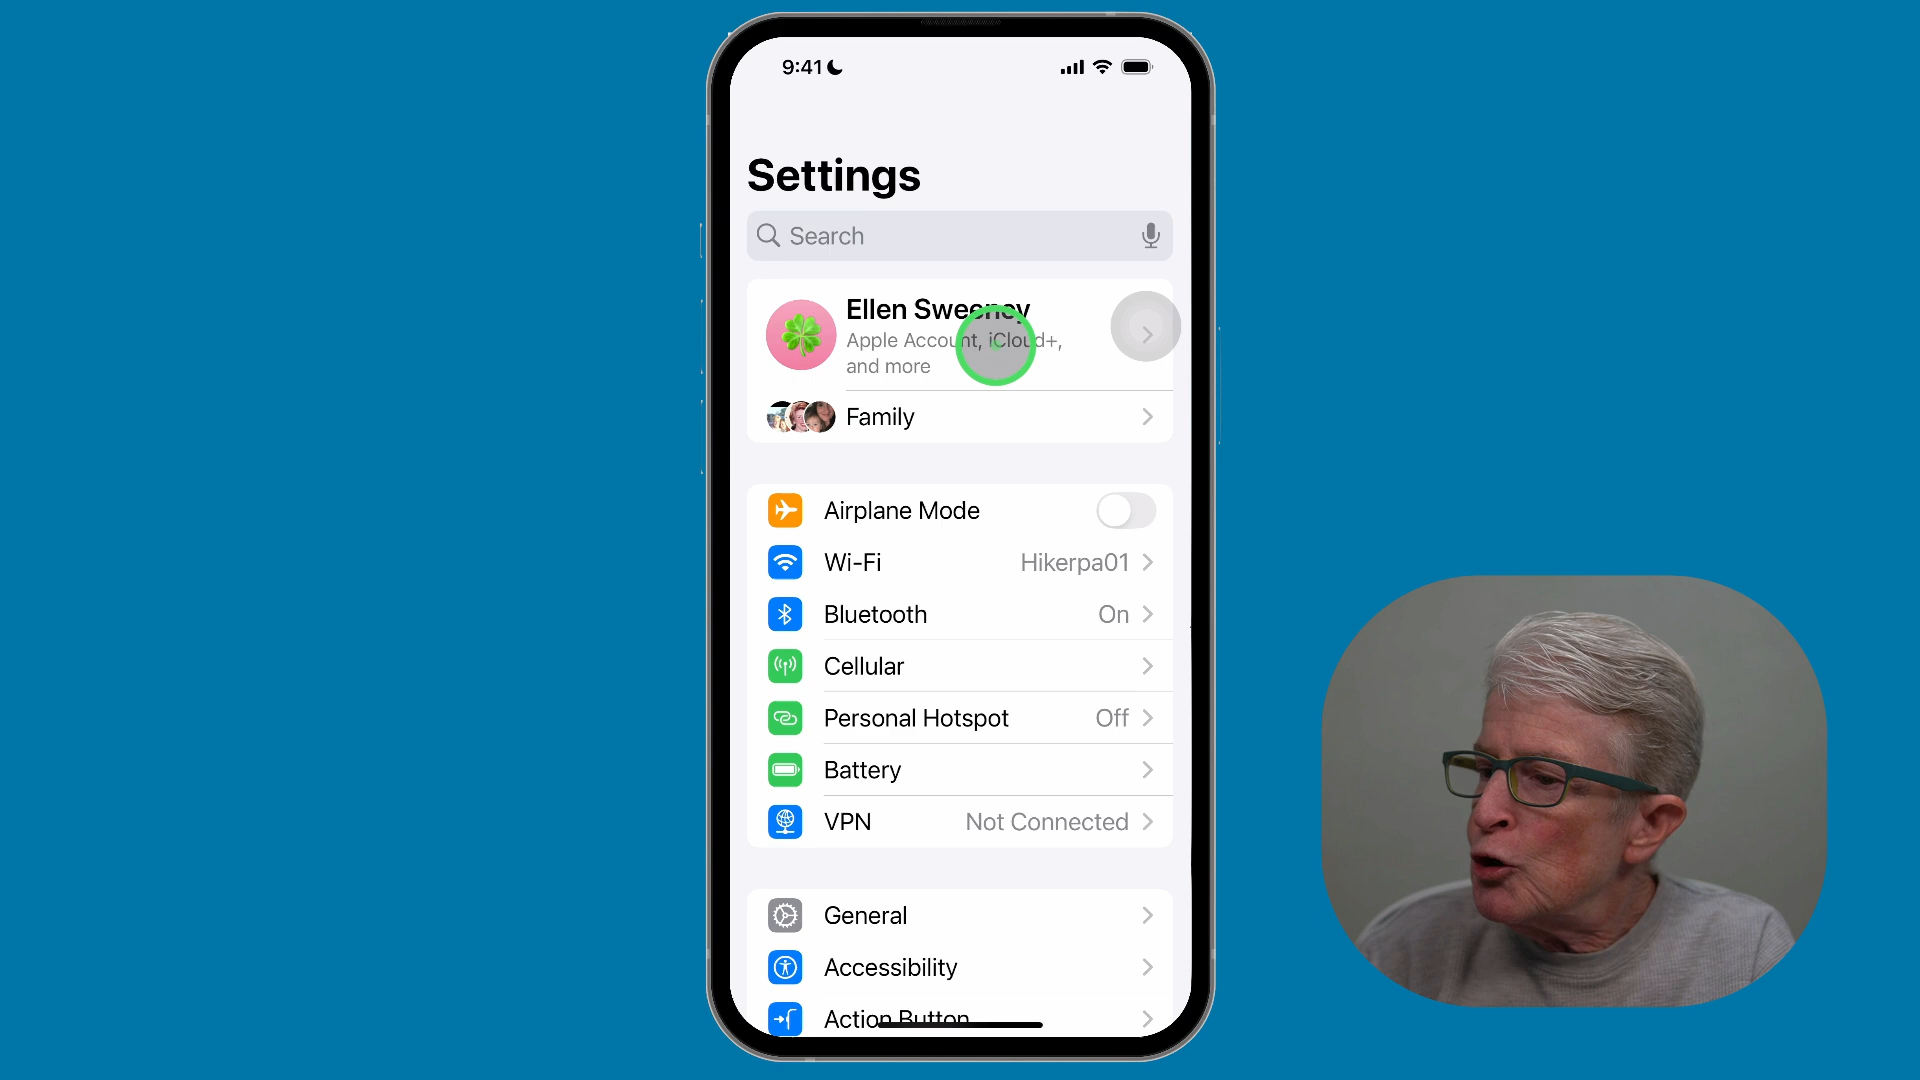 9:41
Settings
Search
Ellen Sweeney
Apple Account, iCloud+,
and more
Family
Airplane Mode
Wi-Fi Hikerpa01
Bluetooth On
Cellular
Personal Hotspot Off
Battery
VPN Not Connected
General
Accessibility
Action Button